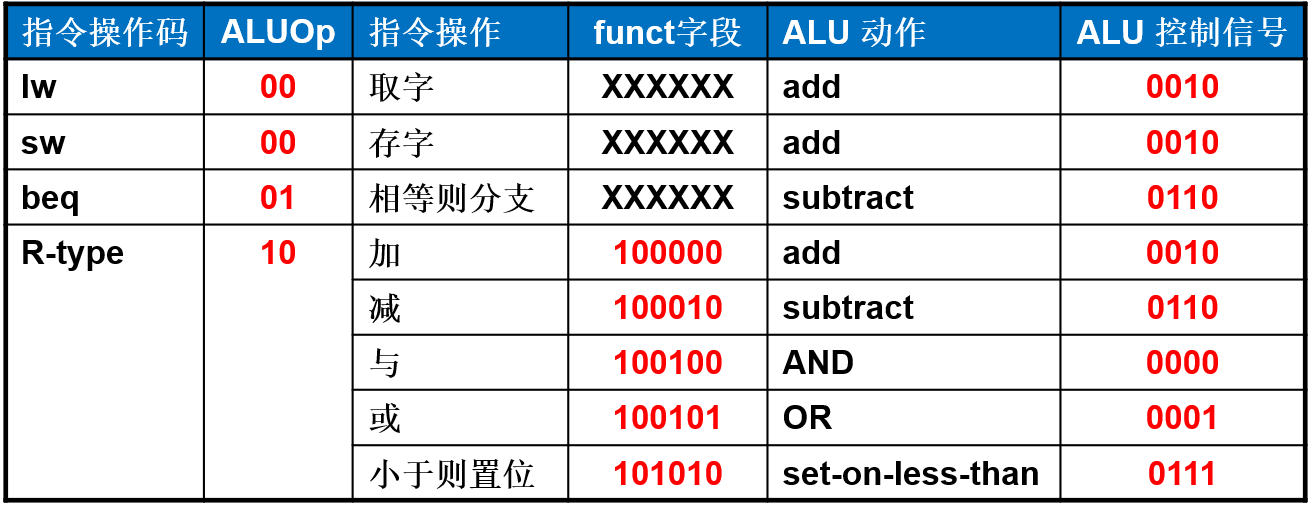 指令操作码 ALUOp 指令操作 funct字段 ALU 动作 ALU 控制信号
lw 00 取字 XXXXXX add 0010
sw 00 存字 XXXXXX add 0010
beq 01 相等则分支 XXXXXX subtract 0110
R-type 10 加 100000 add 0010
减 100010 subtract 0110
与 100100 AND 0000
或 100101 OR 0001
小于则置位 101010 set-on-less-than 0111